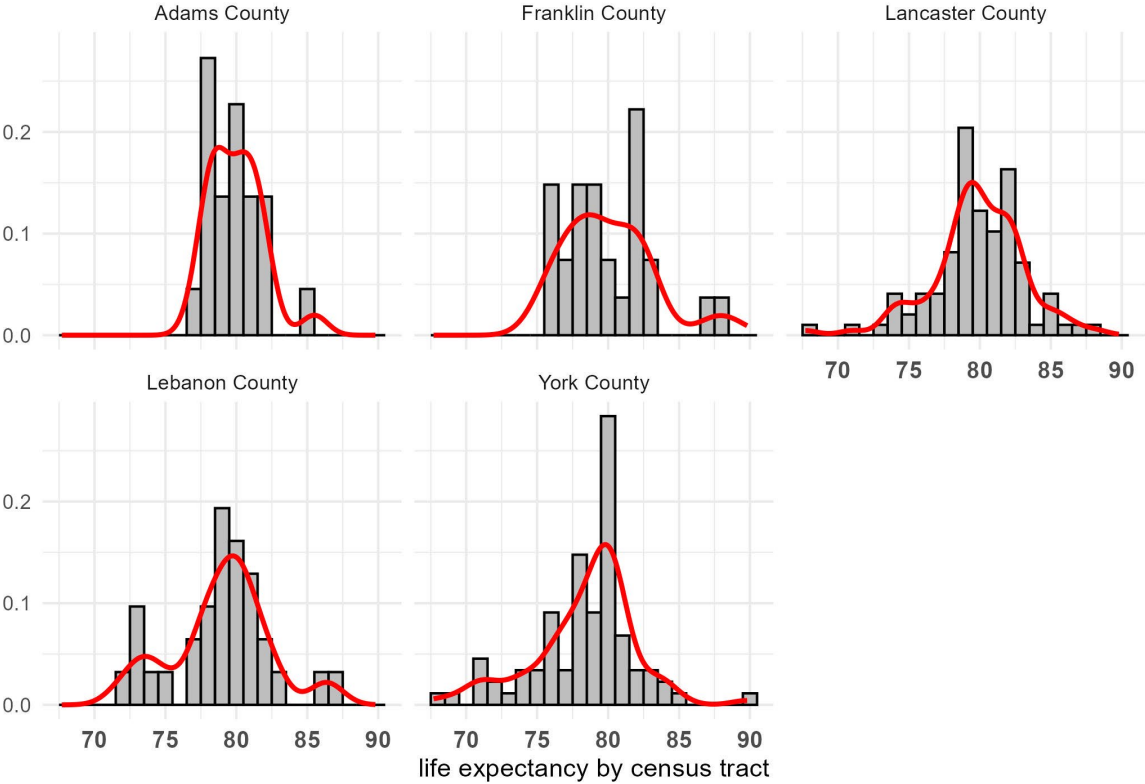 Adams County
Franklin County
Lancaster County
0.2
0.1
0.0
70 75 80 85 90
Lebanon County
York County
0.2
0.1
0.0
70 75 80 85 90
70 75 80 85 90
life expectancy by census tract